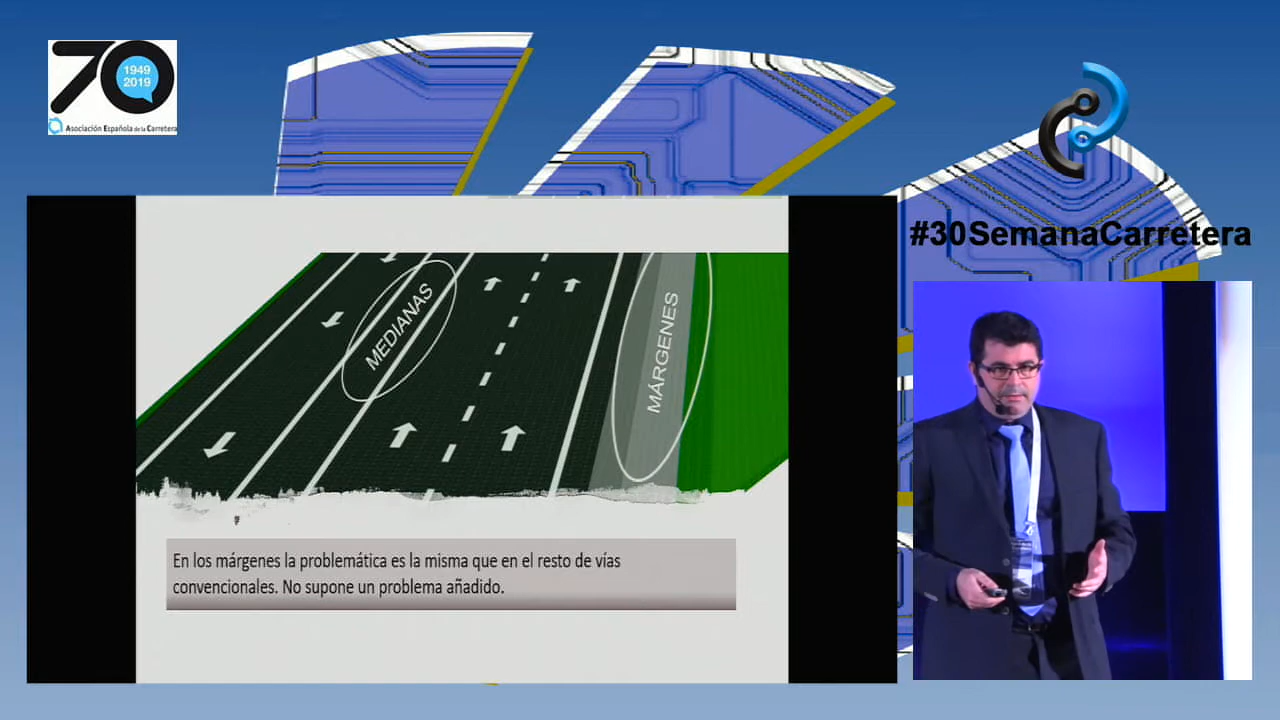 70
1949
2019
Asociación Española de la Carretera
#30SemanaCarretera
MEDIANAS
MÁRGENES
En los márgenes la problemática es la misma que en el resto de vías
convencionales. No supone un problema añadido.